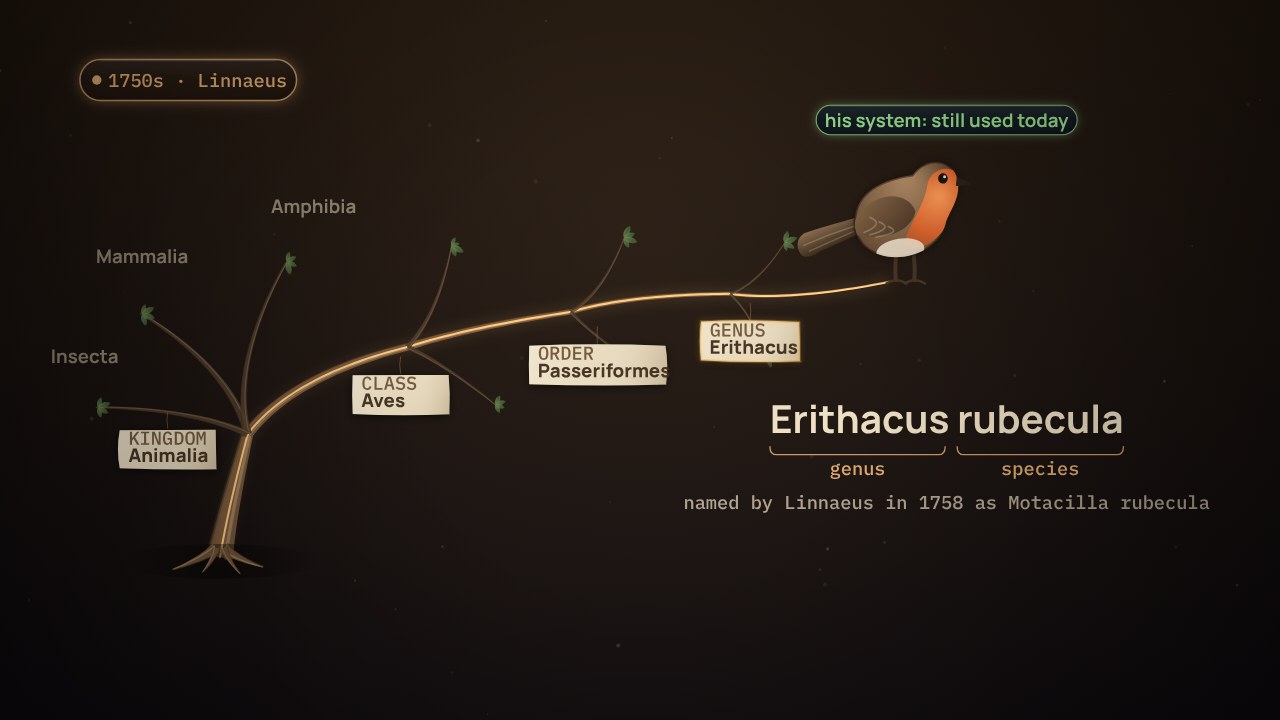 1750s · Linnaeus
his system: still used today
Amphibia
Mammalia
Insecta
KINGDOM
Animalia
CLASS
Aves
ORDER
Passeriformes
GENUS
Erithacus
Erithacus rubecula
genus species
named by Linnaeus in 1758 as Motacilla rubecula